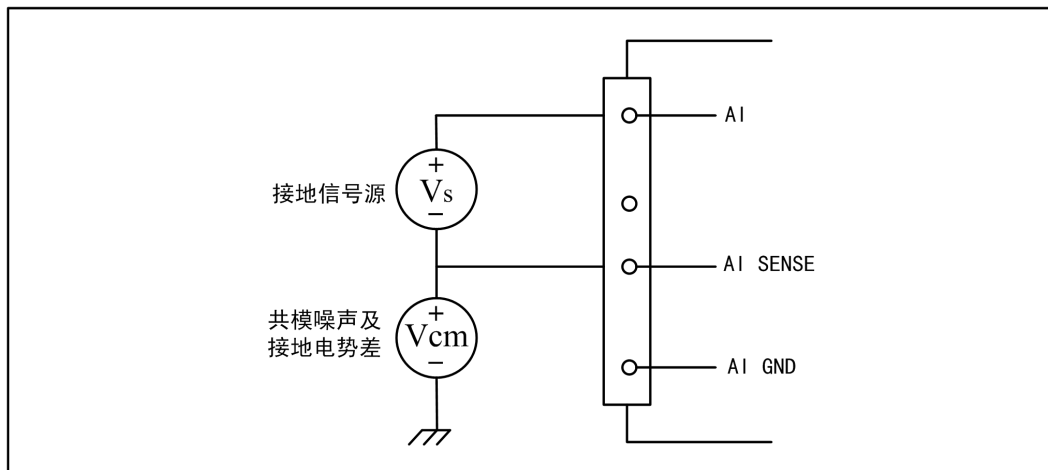 AI
+
Vs
−
接地信号源
AI SENSE
+
共模噪声及
接地电势差
Vcm
−
AI GND